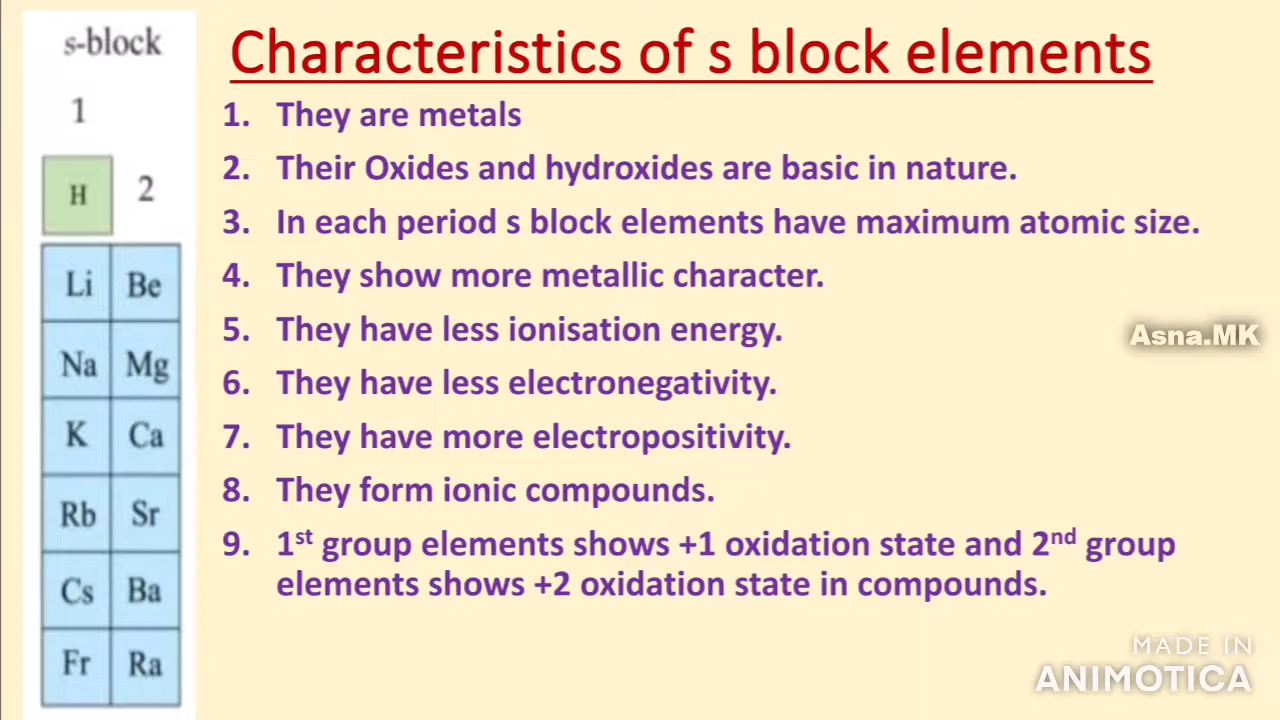 s-block
1
H
2
Li Be
Na Mg
K Ca
Rb Sr
Cs Ba
Fr Ra
Characteristics of s block elements
1. They are metals
2. Their Oxides and hydroxides are basic in nature.
3. In each period s block elements have maximum atomic size.
4. They show more metallic character.
5. They have less ionisation energy.
6. They have less electronegativity.
7. They have more electropositivity.
8. They form ionic compounds.
9. 1st group elements shows +1 oxidation state and 2nd group
elements shows +2 oxidation state in compounds.
Asna.MK
MADE IN
ANIMOTICA